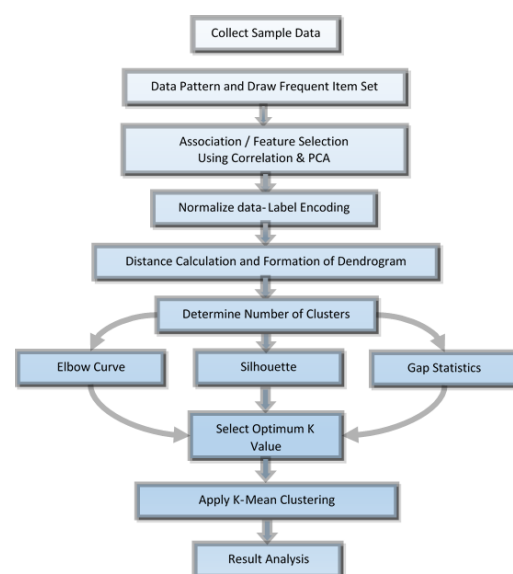 Collect Sample Data
Data Pattern and Draw Frequent Item Set
Association / Feature Selection
Using Correlation & PCA
Normalize data- Label Encoding
Distance Calculation and Formation of Dendrogram
Determine Number of Clusters
Elbow Curve
Silhouette
Gap Statistics
Select Optimum K
Value
Apply K-Mean Clustering
Result Analysis